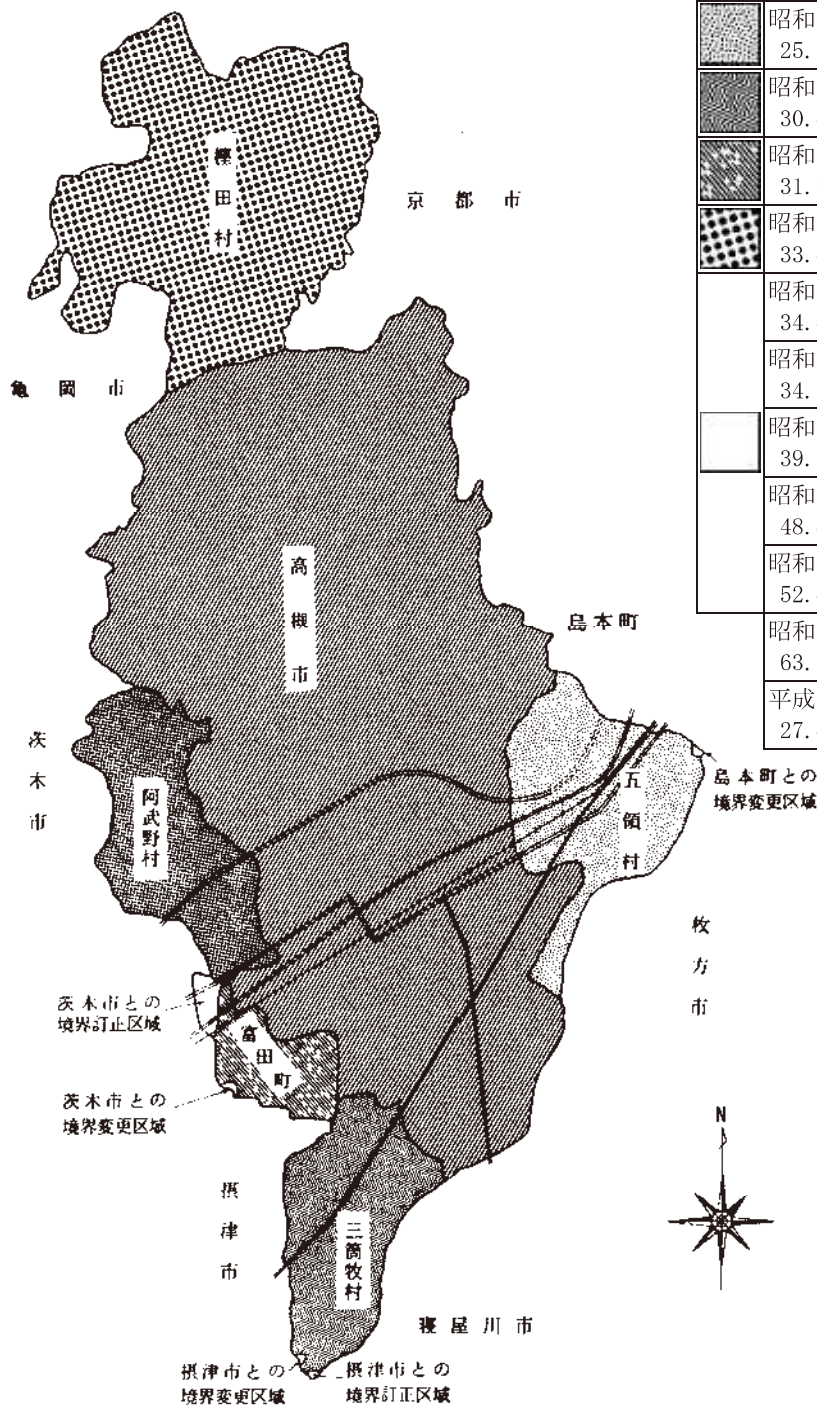 樫田村
京都市
亀岡市
高槻市
島本町
茨木市
阿武野村
五領村
島本町との
境界変更区域
枚方市
茨木市との
境界訂正区域
富田町
茨木市との
境界変更区域
摂津市
三箇牧村
寝屋川市
摂津市との
境界変更区域
摂津市との
境界訂正区域
N
昭和
25.
昭和
30.
昭和
31.
昭和
33.
昭和
34.
昭和
34.
昭和
39.
昭和
48.
昭和
52.
昭和
63.
平成
27.